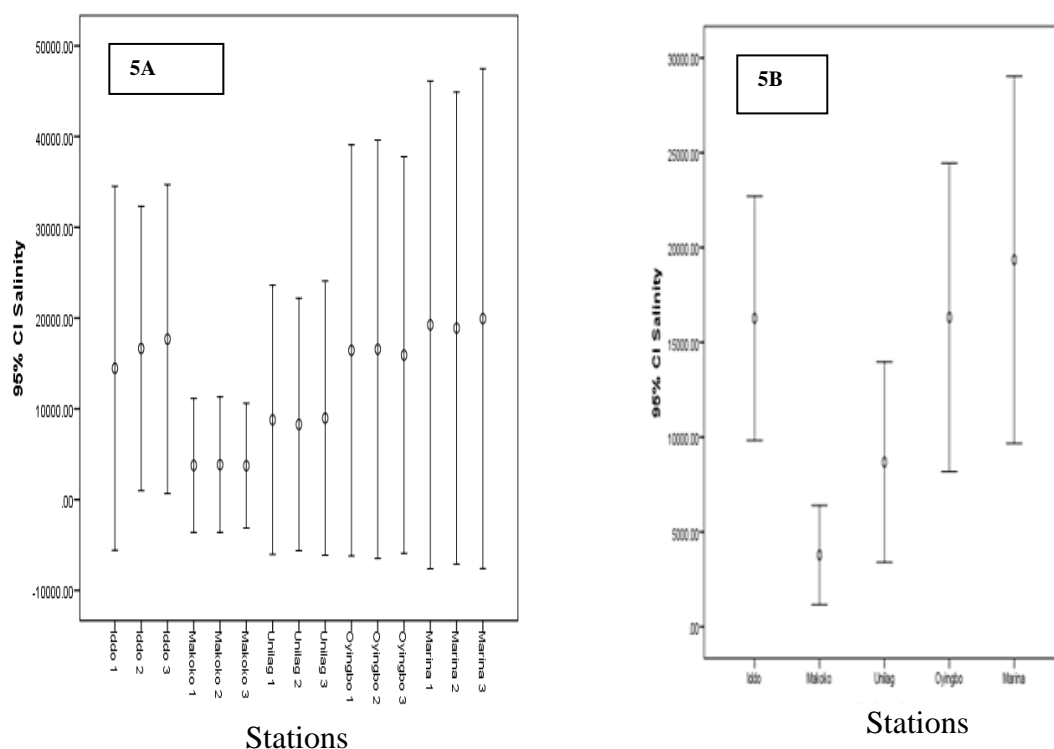 5A
50000.00
40000.00
30000.00
20000.00
10000.00
.00
-10000.00
95% CI Salinity
Iddo 1
Iddo 2
Iddo 3
Makoko 1
Makoko 2
Makoko 3
Unilag 1
Unilag 2
Unilag 3
Oyingbo 1
Oyingbo 2
Oyingbo 3
Marina 1
Marina 2
Marina 3
Stations
5B
30000.00
25000.00
20000.00
15000.00
10000.00
5000.00
.00
95% CI Salinity
Iddo
Makoko
Unilag
Oyingbo
Marina
Stations